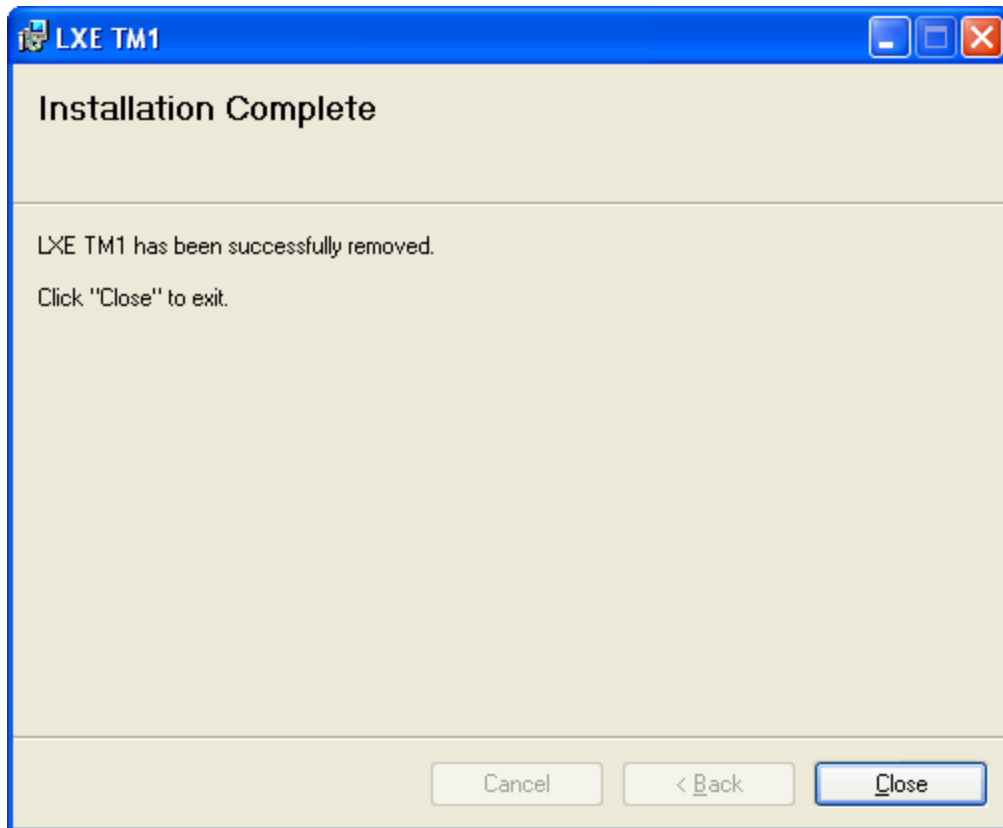 LXE TM1
Installation Complete
LXE TM1 has been successfully removed.
Click "Close" to exit.
Cancel
< Back
Close